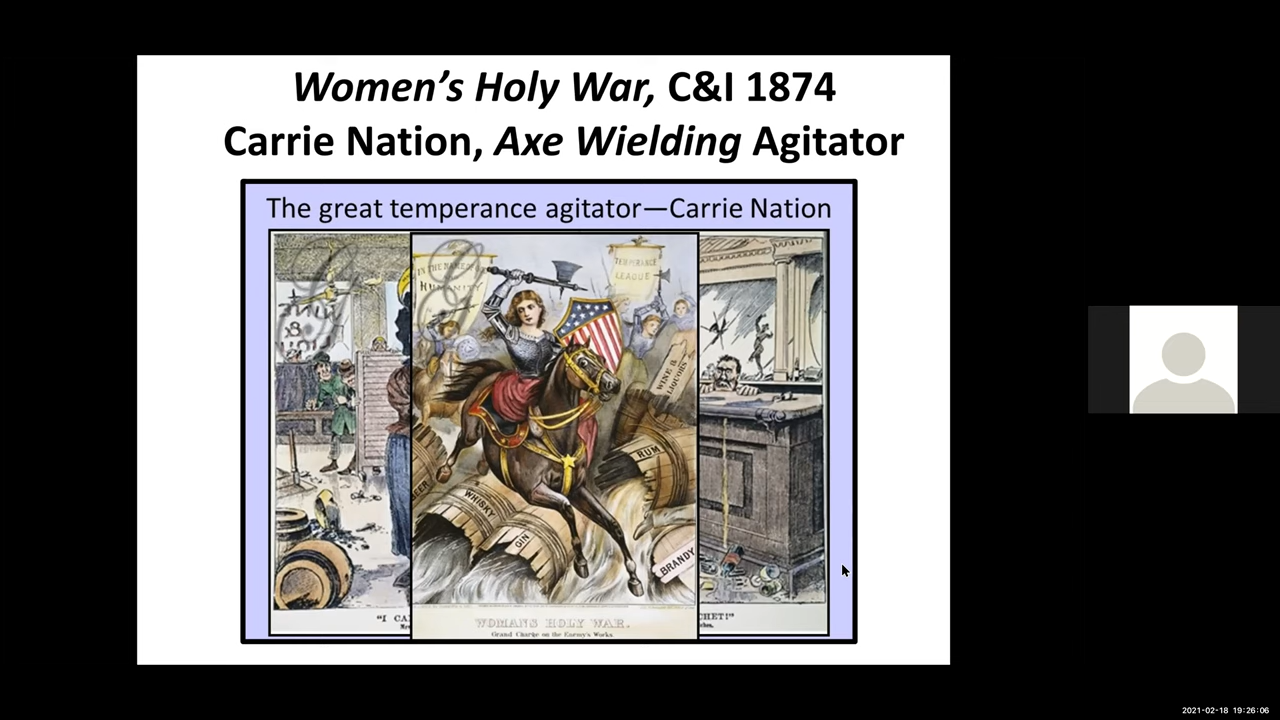 Women's Holy War, C&I 1874
Carrie Nation, Axe Wielding Agitator
The great temperance agitator—Carrie Nation
IN THE NAME OF
HUMANITY
TEMPERANCE
LEAGUE
WINE &
LIQUORS
RUM
BEER
WHISKY
GIN
BRANDY
"I CA
CHET!"
WOMANS HOLY WAR.
Grand Charge on the Enemy's Works.
2021-02-18 19:26:06